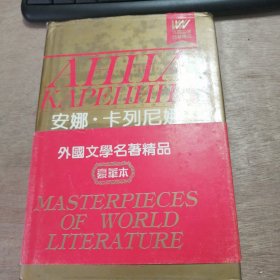 АННА
КАРЕНИНА
安娜·卡列尼娜
外國文學名著精品
豪華本
MASTERPIECES
OF WORLD
LITERATURE